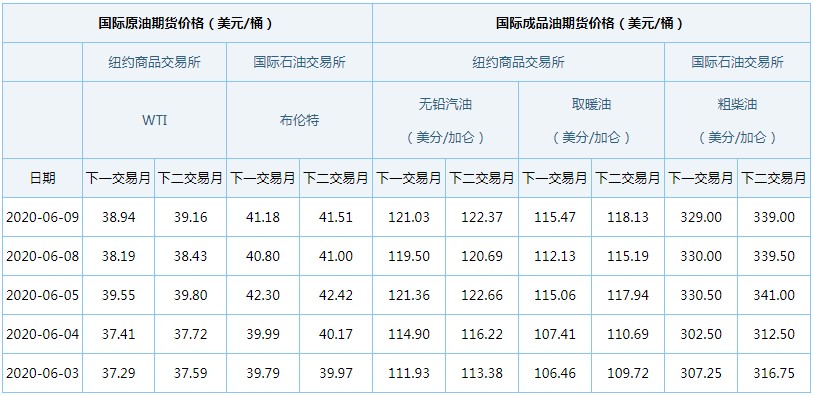 国际原油期货价格（美元/桶） 国际成品油期货价格（美元/桶）
纽约商品交易所 国际石油交易所 纽约商品交易所 国际石油交易所
WTI 布伦特 无铅汽油 取暖油 粗柴油
（美分/加仑） （美分/加仑） （美分/加仑）
日期 下一交易月 下二交易月 下一交易月 下二交易月 下一交易月 下二交易月 下一交易月 下二交易月 下一交易月 下二交易月
2020-06-09 38.94 39.16 41.18 41.51 121.03 122.37 115.47 118.13 329.00 339.00
2020-06-08 38.19 38.43 40.80 41.00 119.50 120.69 112.13 115.19 330.00 339.50
2020-06-05 39.55 39.80 42.30 42.42 121.36 122.66 115.06 117.94 330.50 341.00
2020-06-04 37.41 37.72 39.99 40.17 114.90 116.22 107.41 110.69 302.50 312.50
2020-06-03 37.29 37.59 39.79 39.97 111.93 113.38 106.46 109.72 307.25 316.75